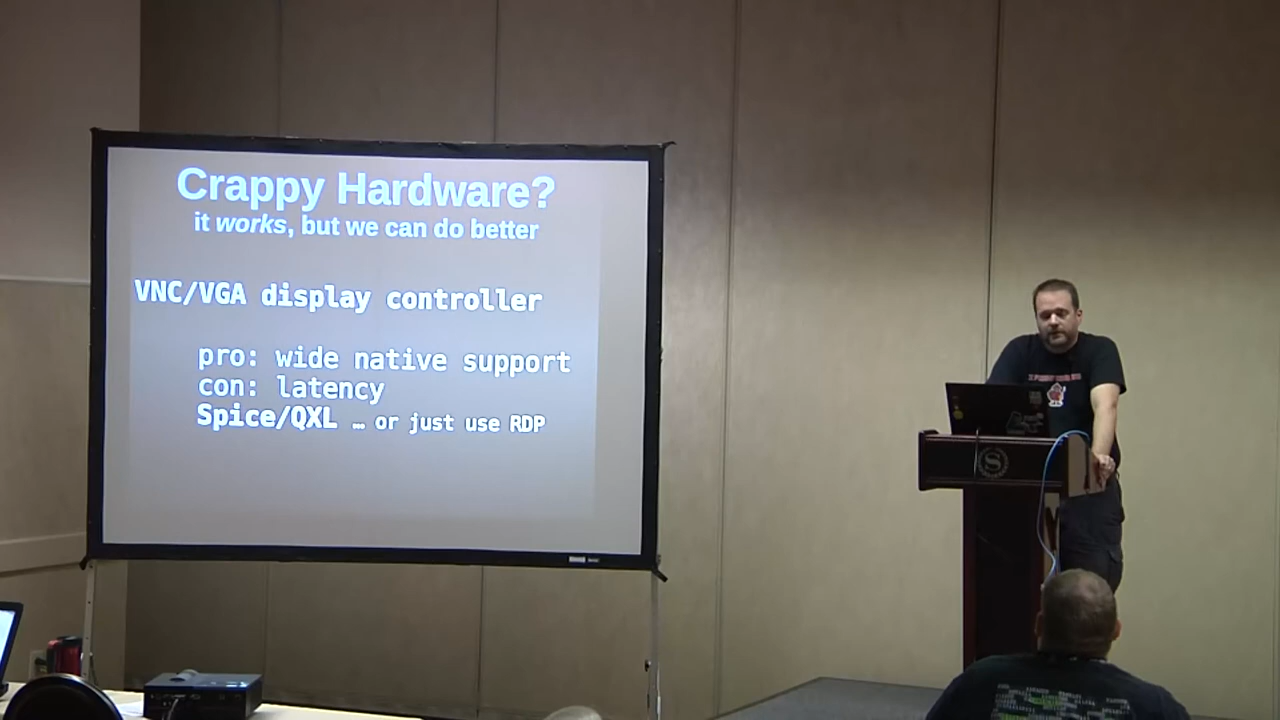 Crappy Hardware?
it works, but we can do better
VNC/VGA display controller
pro: wide native support
con: latency
Spice/QXL … or just use RDP
S